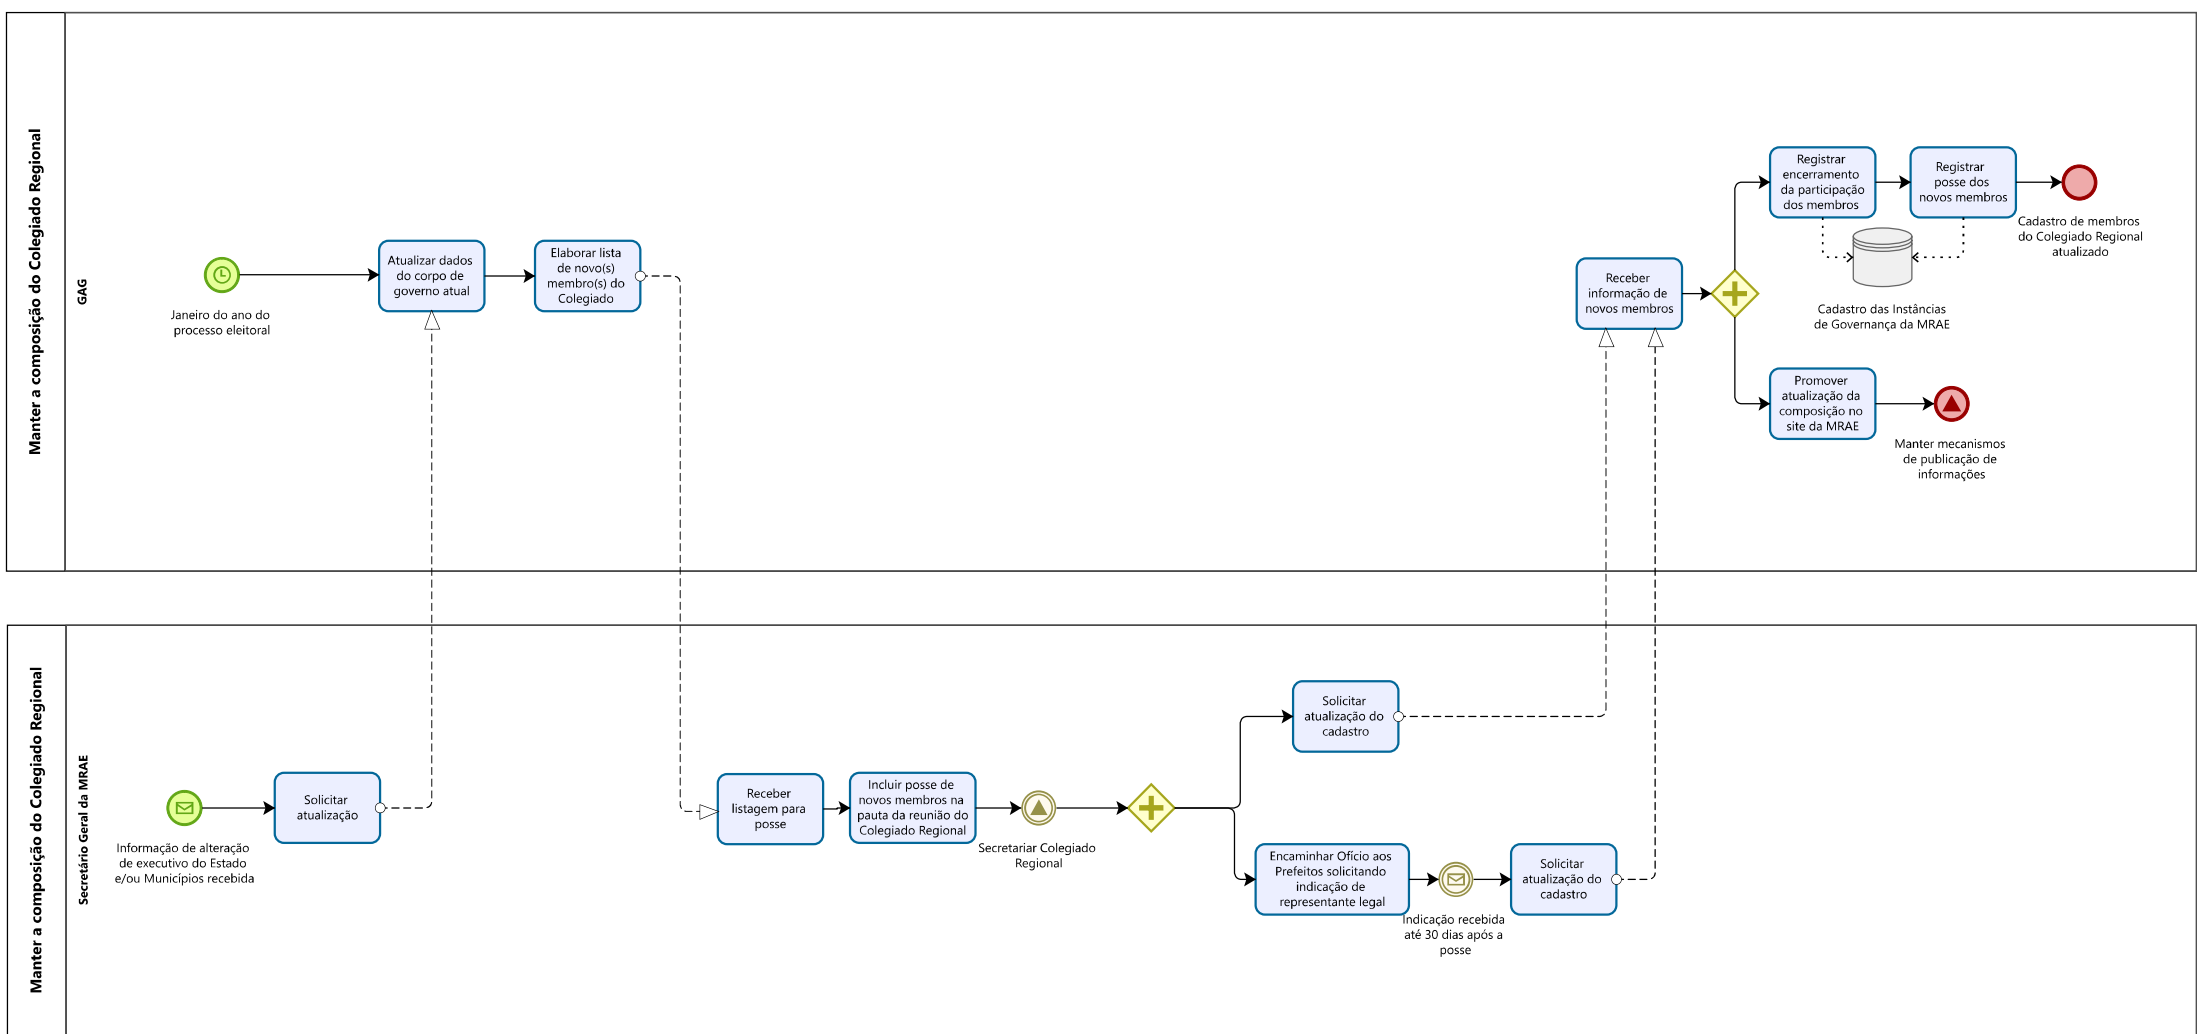 Manter a composição do Colegiado Regional
GAG
Janeiro do ano do
processo eleitoral
Atualizar dados
do corpo de
governo atual
Elaborar lista
de novo(s)
membro(s) do
Colegiado
Receber
informação de
novos membros
Registrar
encerramento
da participação
dos membros
Registrar
posse dos
novos membros
Cadastro de membros
do Colegiado Regional
atualizado
Cadastro das Instâncias
de Governança da MRAE
Promover
atualização da
composição no
site da MRAE
Manter mecanismos
de publicação de
informações
Manter a composição do Colegiado Regional
Secretário Geral da MRAE
Informação de alteração
de executivo do Estado
e/ou Municípios recebida
Solicitar
atualização
Receber
listagem para
posse
Incluir posse de
novos membros na
pauta da reunião do
Colegiado Regional
Secretariar Colegiado
Regional
Solicitar
atualização do
cadastro
Encaminhar Ofício aos
Prefeitos solicitando
indicação de
representante legal
Indicação recebida
até 30 dias após a
posse
Solicitar
atualização do
cadastro